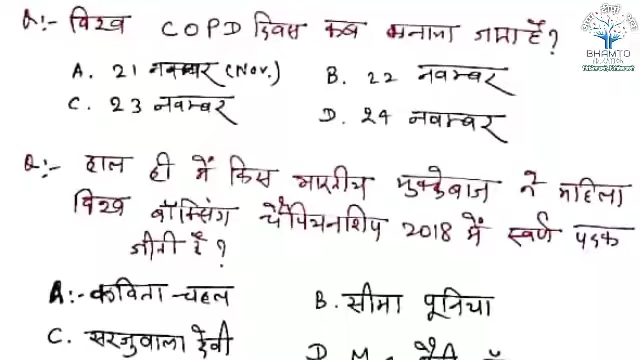 Q:- विश्व COPD दिवस कब मनाया जाता है?
A. 21 नवम्बर (Nov.) B. 22 नवम्बर
C. 23 नवम्बर D. 24 नवम्बर
Q:- हाल ही में किस भारतीय मुक्केबाज ने महिला
विश्व बॉक्सिंग चैंपियनशिप 2018 में स्वर्ण पदक
जीती है?
A:- कविता चहल B. सीमा पूनिया
C. सरजुवाला देवी D M
BHAMTO
EDUCATION